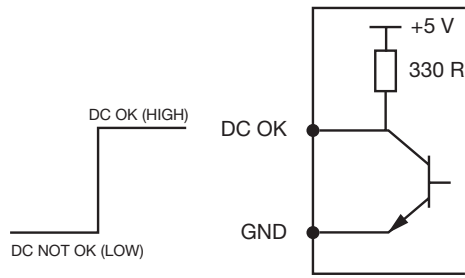 +5 V
330 R
DC OK (HIGH)
DC OK
GND
DC NOT OK (LOW)